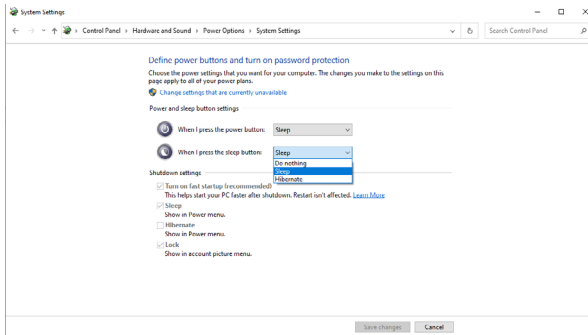 System Settings
Control Panel > Hardware and Sound > Power Options > System Settings
Search Control Panel
Define power buttons and turn on password protection
Choose the power settings that you want for your computer. The changes you make to the settings on this
page apply to all of your power plans.
Change settings that are currently unavailable
Power and sleep button settings
When I press the power button: Sleep
When I press the sleep button: Sleep
Do nothing
Sleep
Hibernate
Shutdown settings
Turn on fast startup (recommended)
This helps start your PC faster after shutdown. Restart isn't affected. Learn More
Sleep
Show in Power menu.
Hibernate
Show in Power menu.
Lock
Show in account picture menu.
Save changes Cancel